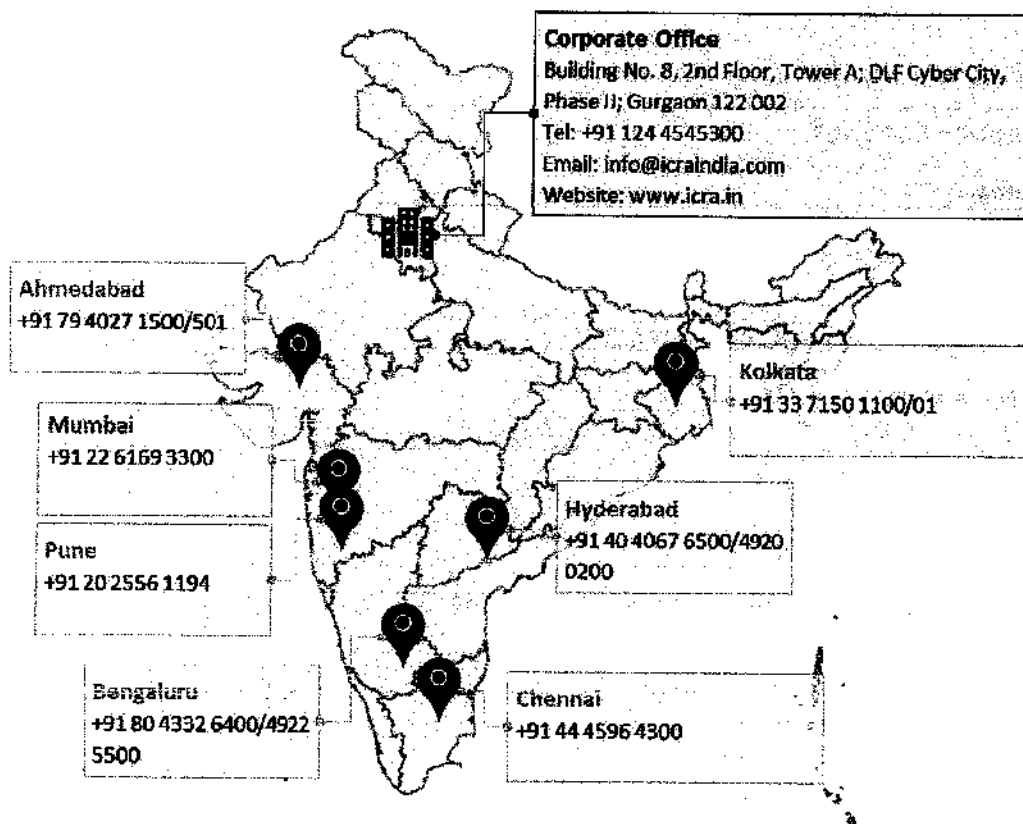 Corporate Office
Building No. 8, 2nd Floor, Tower A; DLF Cyber City,
Phase II; Gurgaon 122 002
Tel: +91 124 4545300
Email: info@icraindia.com
Website: www.icra.in
Ahmedabad
+91 79 4027 1500/501
Kolkata
+91 33 7150 1100/01
Mumbai
+91 22 6169 3300
Hyderabad
+91 40 4067 6500/4920
0200
Pune
+91 20 2556 1194
Bengaluru
+91 80 4332 6400/4922
5500
Chennai
+91 44 4596 4300